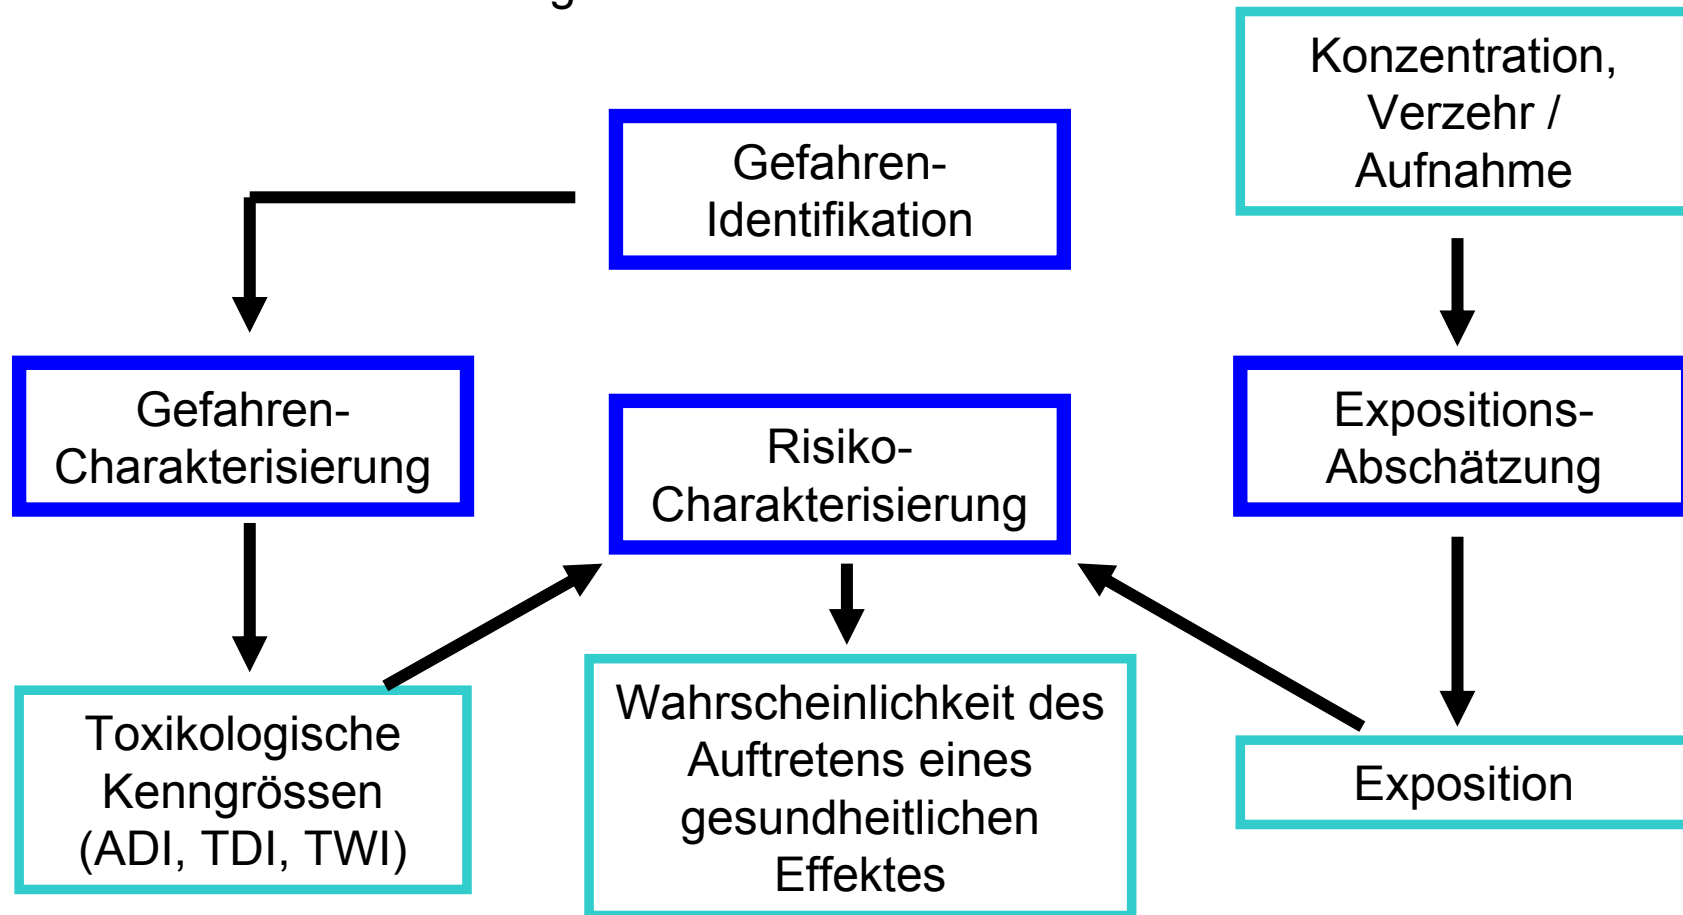 Konzentration,
Verzehr /
Aufnahme
Gefahren-
Identifikation
Gefahren-
Charakterisierung
Risiko-
Charakterisierung
Expositions-
Abschätzung
Toxikologische
Kenngrössen
(ADI, TDI, TWI)
Wahrscheinlichkeit des
Auftretens eines
gesundheitlichen
Effektes
Exposition